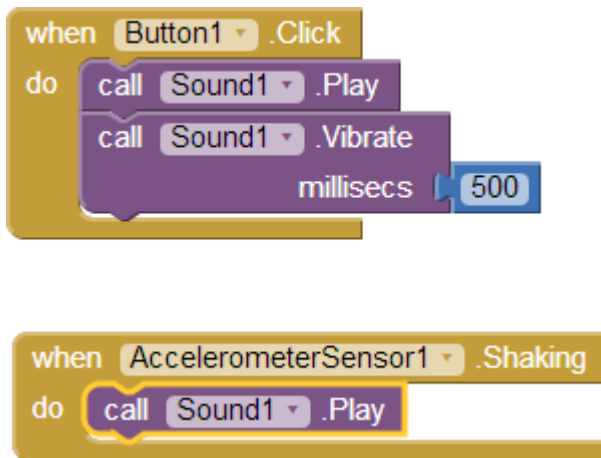 when Button1 .Click
do call Sound1 .Play
call Sound1 .Vibrate
millisecs 500
when AccelerometerSensor1 .Shaking
do call Sound1 .Play